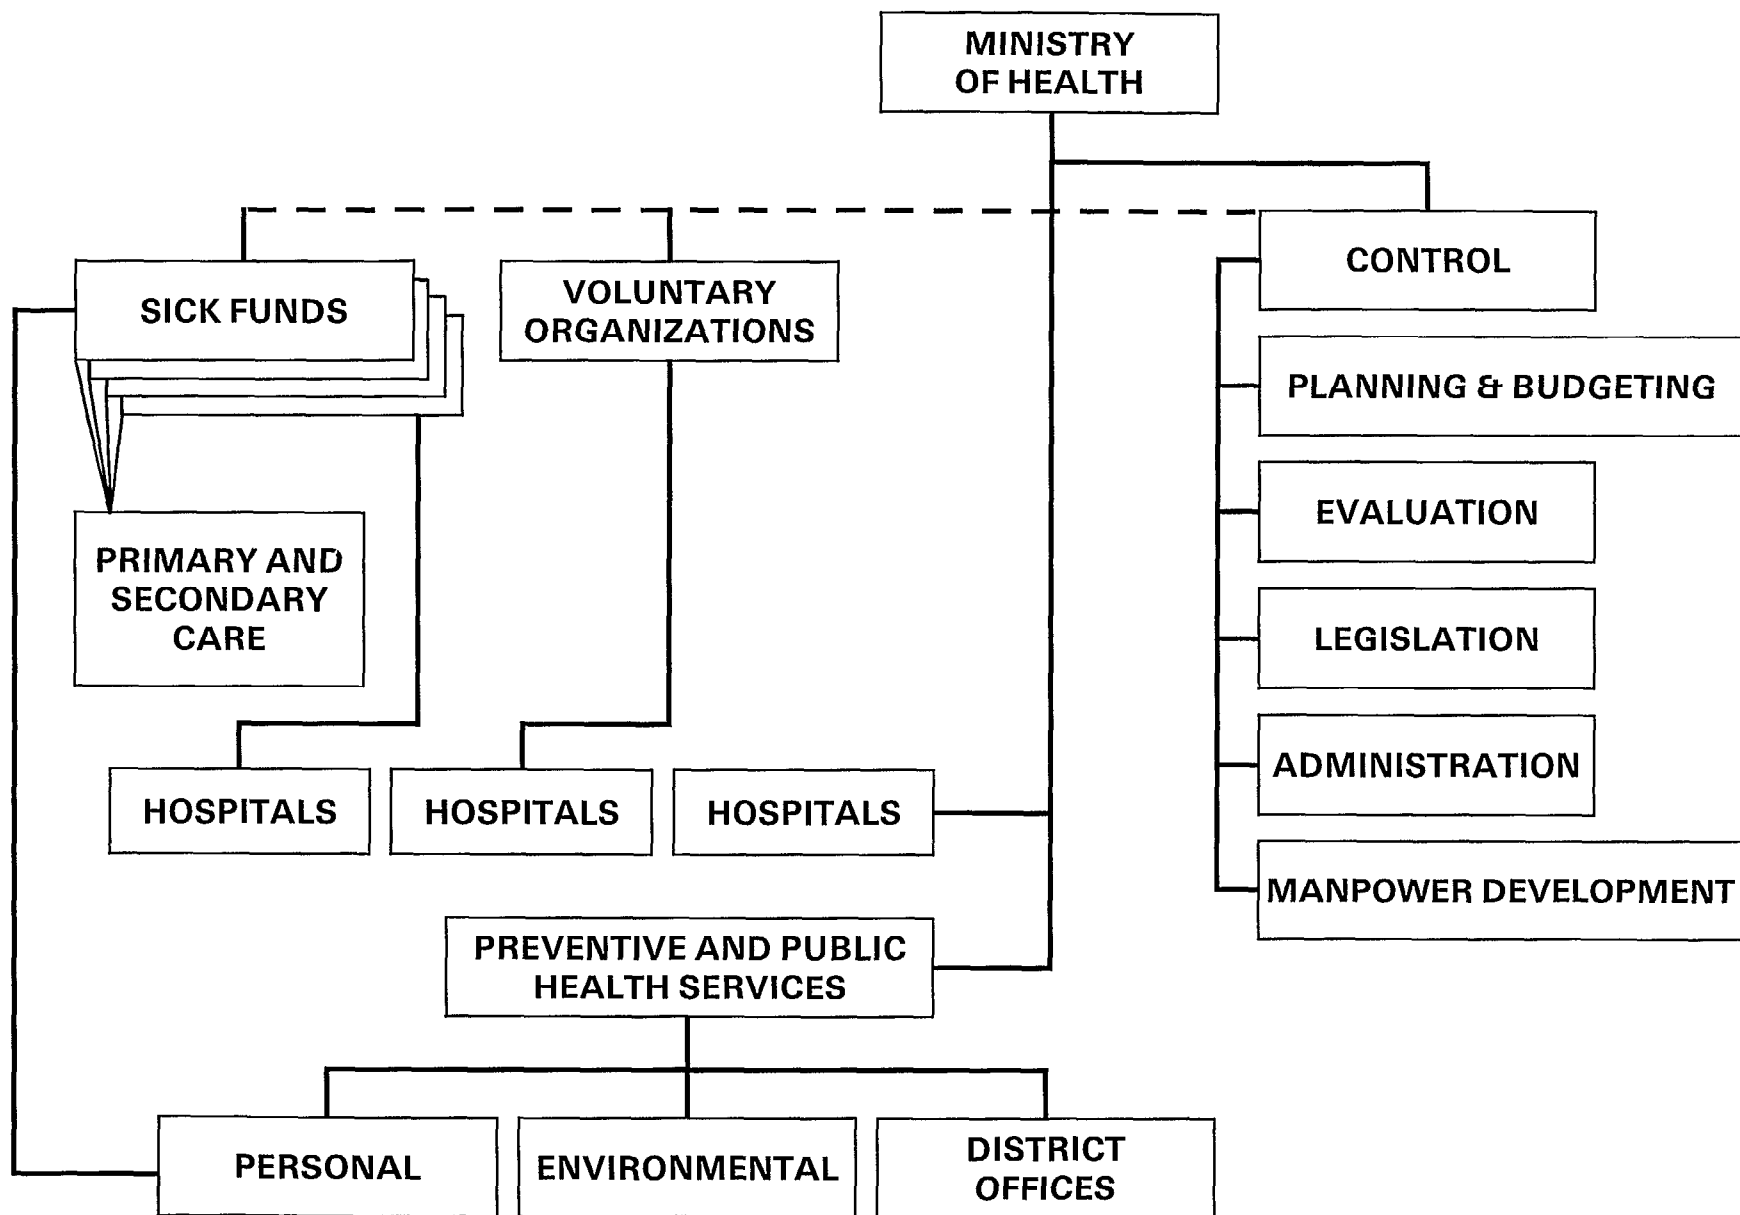 MINISTRY
OF HEALTH
SICK FUNDS
VOLUNTARY
ORGANIZATIONS
CONTROL
PLANNING & BUDGETING
EVALUATION
PRIMARY AND
SECONDARY
CARE
LEGISLATION
ADMINISTRATION
HOSPITALS
HOSPITALS
HOSPITALS
MANPOWER DEVELOPMENT
PREVENTIVE AND PUBLIC
HEALTH SERVICES
PERSONAL
ENVIRONMENTAL
DISTRICT
OFFICES